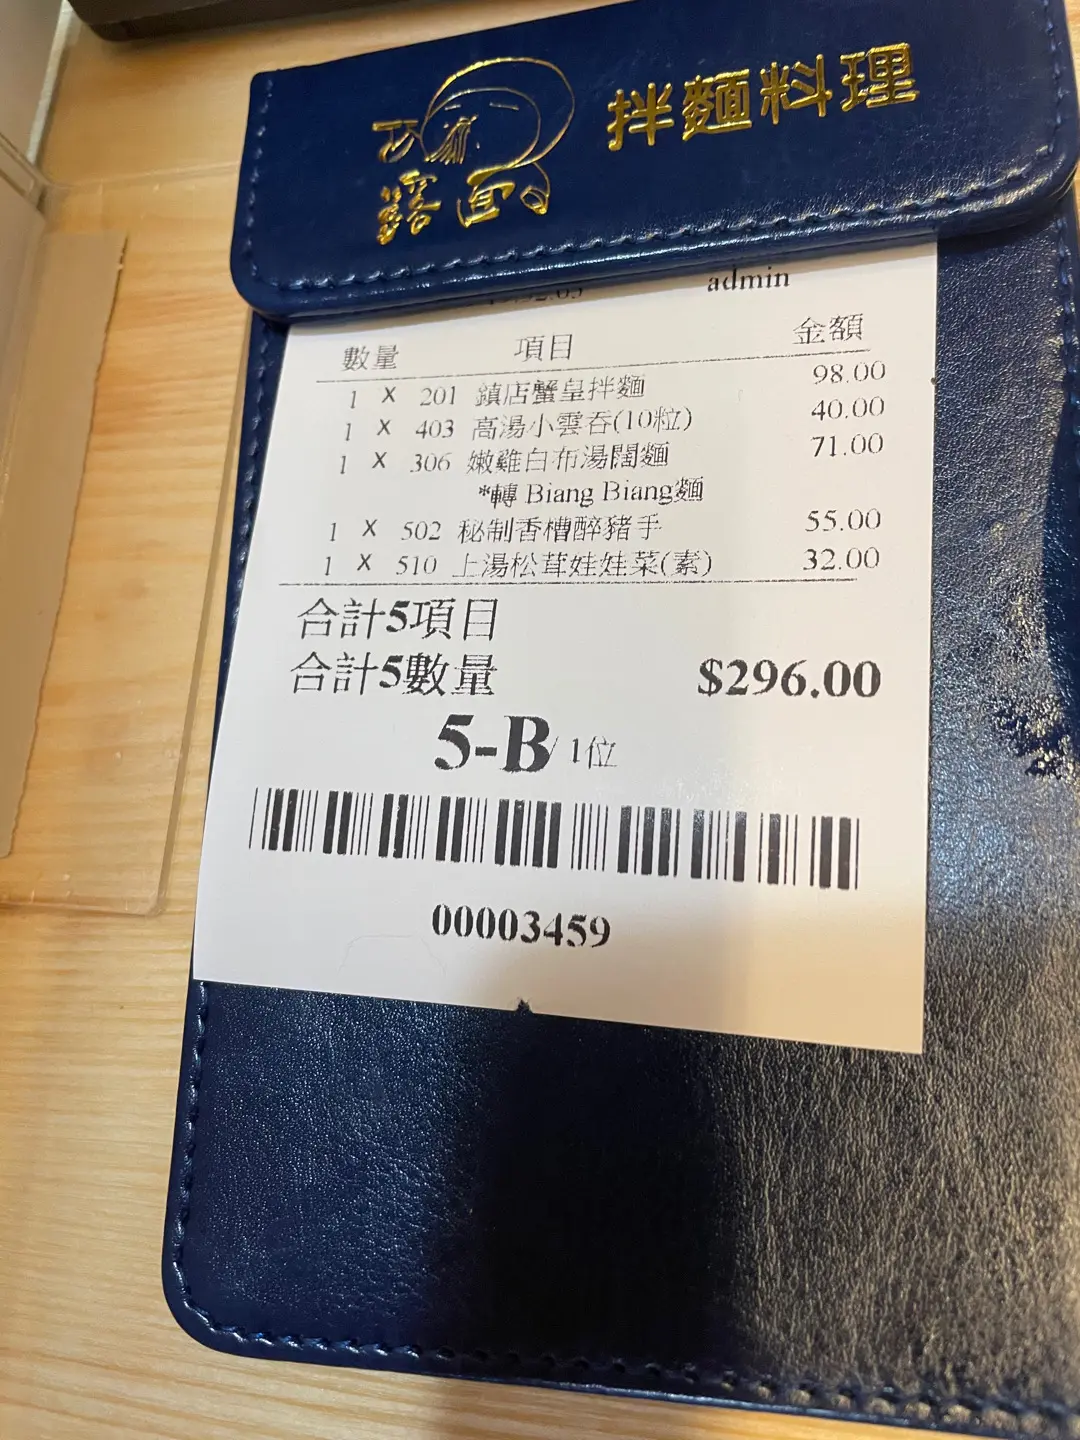 拌麵料理
admin
數量 項目 金額
1 X 201 鎮店蟹皇拌麵 98.00
1 X 403 高湯小雲吞(10粒) 40.00
1 X 306 嫩雞白布湯闊麵 71.00
*轉 Biang Biang麵
1 X 502 秘制香糟醉豬手 55.00
1 X 510 上湯松茸娃娃菜(素) 32.00
合計5項目
合計5數量 $296.00
5-B/ 1位
00003459